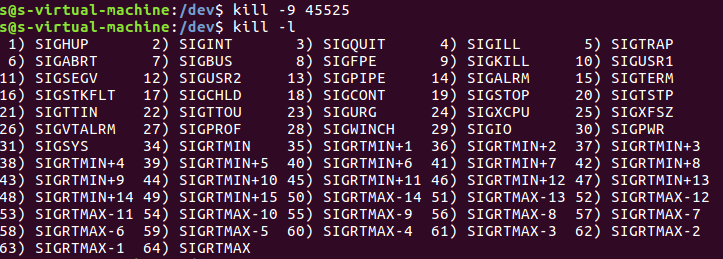 s@s-virtual-machine:/dev$ kill -9 45525
s@s-virtual-machine:/dev$ kill -l
 1) SIGHUP       2) SIGINT       3) SIGQUIT      4) SIGILL       5) SIGTRAP
 6) SIGABRT      7) SIGBUS       8) SIGFPE       9) SIGKILL     10) SIGUSR1
11) SIGSEGV     12) SIGUSR2     13) SIGPIPE     14) SIGALRM     15) SIGTERM
16) SIGSTKFLT   17) SIGCHLD     18) SIGCONT     19) SIGSTOP     20) SIGTSTP
21) SIGTTIN     22) SIGTTOU     23) SIGURG      24) SIGXCPU     25) SIGXFSZ
26) SIGVTALRM   27) SIGPROF     28) SIGWINCH    29) SIGIO       30) SIGPWR
31) SIGSYS      34) SIGRTMIN    35) SIGRTMIN+1  36) SIGRTMIN+2  37) SIGRTMIN+3
38) SIGRTMIN+4  39) SIGRTMIN+5  40) SIGRTMIN+6  41) SIGRTMIN+7  42) SIGRTMIN+8
43) SIGRTMIN+9  44) SIGRTMIN+10 45) SIGRTMIN+11 46) SIGRTMIN+12 47) SIGRTMIN+13
48) SIGRTMIN+14 49) SIGRTMIN+15 50) SIGRTMAX-14 51) SIGRTMAX-13 52) SIGRTMAX-12
53) SIGRTMAX-11 54) SIGRTMAX-10 55) SIGRTMAX-9  56) SIGRTMAX-8  57) SIGRTMAX-7
58) SIGRTMAX-6  59) SIGRTMAX-5  60) SIGRTMAX-4  61) SIGRTMAX-3  62) SIGRTMAX-2
63) SIGRTMAX-1  64) SIGRTMAX